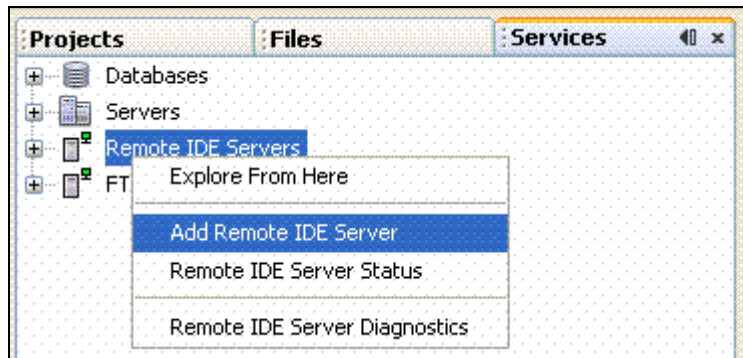 Projects Files Services
Databases
Servers
Remote IDE Servers
FT
Explore From Here
Add Remote IDE Server
Remote IDE Server Status
Remote IDE Server Diagnostics